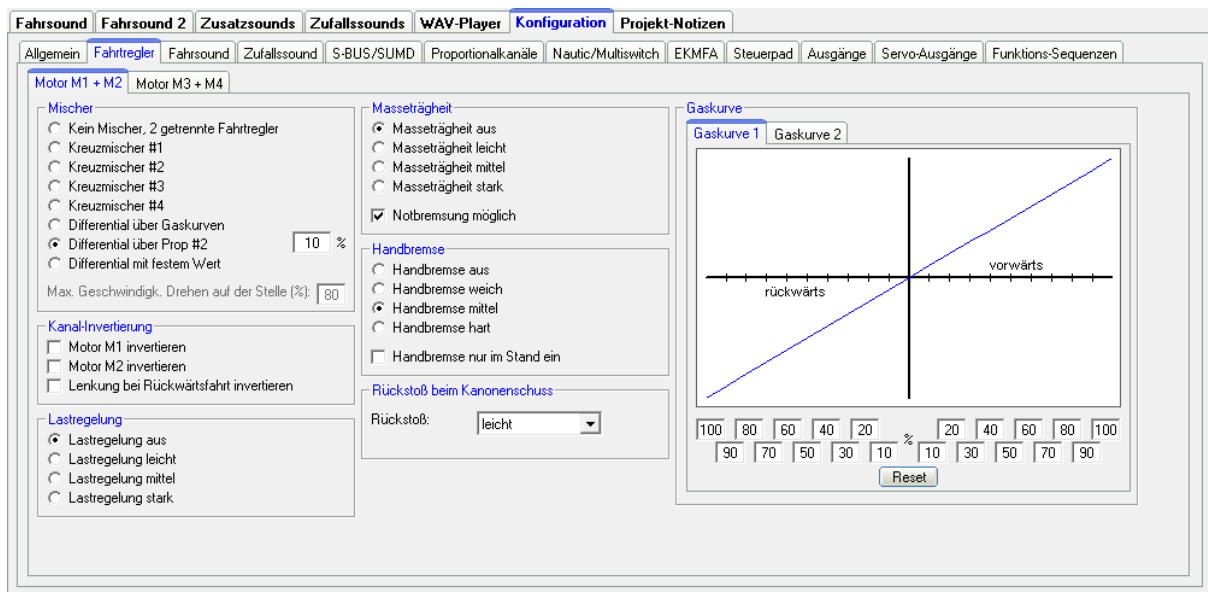 Fahrsound Fahrsound 2 Zusatzsounds Zufallssounds WAV-Player Konfiguration Projekt-Notizen
Allgemein Fahrtregler Fahrsound Zufallssound S-BUS/SUMD Proportionalkanäle Nautic/Multiswitch EKMFA Steuerpad Ausgänge Servo-Ausgänge Funktions-Sequenzen
Motor M1 + M2 Motor M3 + M4
Mischer
Kein Mischer, 2 getrennte Fahrtregler
Kreuzmischer #1
Kreuzmischer #2
Kreuzmischer #3
Kreuzmischer #4
Differential über Gaskurven
Differential über Prop #2 10 %
Differential mit festem Wert
Max. Geschwindigk. Drehen auf der Stelle (%): 80
Kanal-Invertierung
Motor M1 invertieren
Motor M2 invertieren
Lenkung bei Rückwärtsfahrt invertieren
Lastregelung
Lastregelung aus
Lastregelung leicht
Lastregelung mittel
Lastregelung stark
Masseträgheit
Masseträgheit aus
Masseträgheit leicht
Masseträgheit mittel
Masseträgheit stark
Notbremsung möglich
Handbremse
Handbremse aus
Handbremse weich
Handbremse mittel
Handbremse hart
Handbremse nur im Stand ein
Rückstoß beim Kanonenschuss
Rückstoß: leicht
Gaskurve
Gaskurve 1 Gaskurve 2
vorwärts
rückwärts
100 80 60 40 20 % 20 40 60 80 100
90 70 50 30 10 10 30 50 70 90
Reset